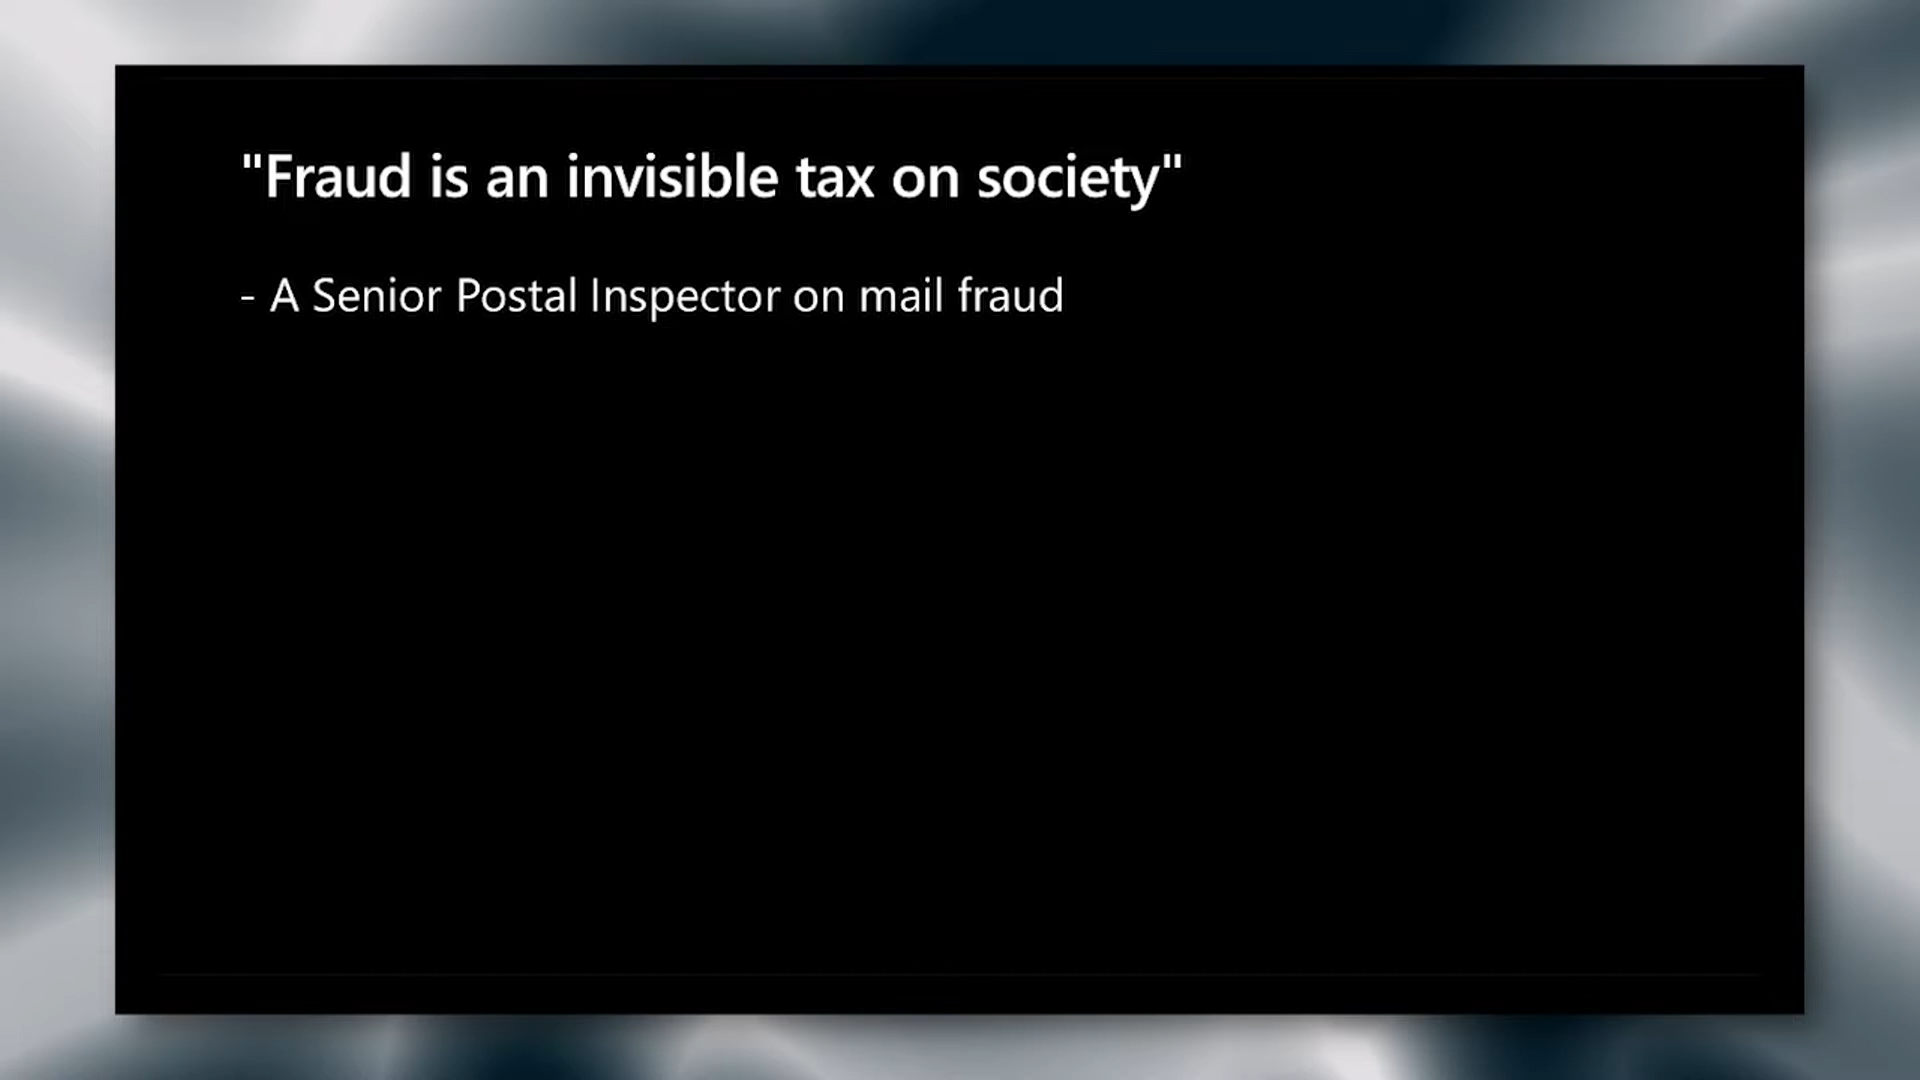 "Fraud is an invisible tax on society"
- A Senior Postal Inspector on mail fraud